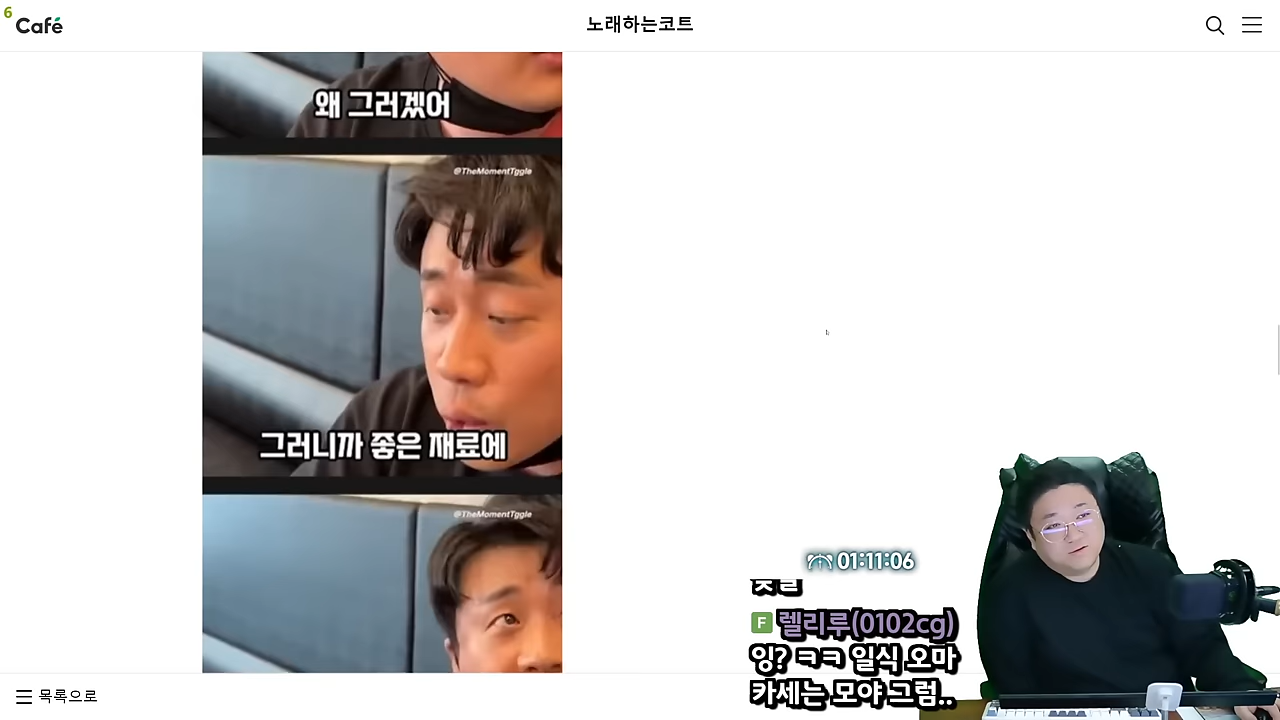 6
Café
노래하는코트
왜 그러겠어
@TheMomentTggle
그러니까 좋은 재료에
@TheMomentTggle
01:11:06
F 렐리루(0102cg)
잉? ㅋㅋ 일식 오마
카세는 모야 그럼..
목록으로